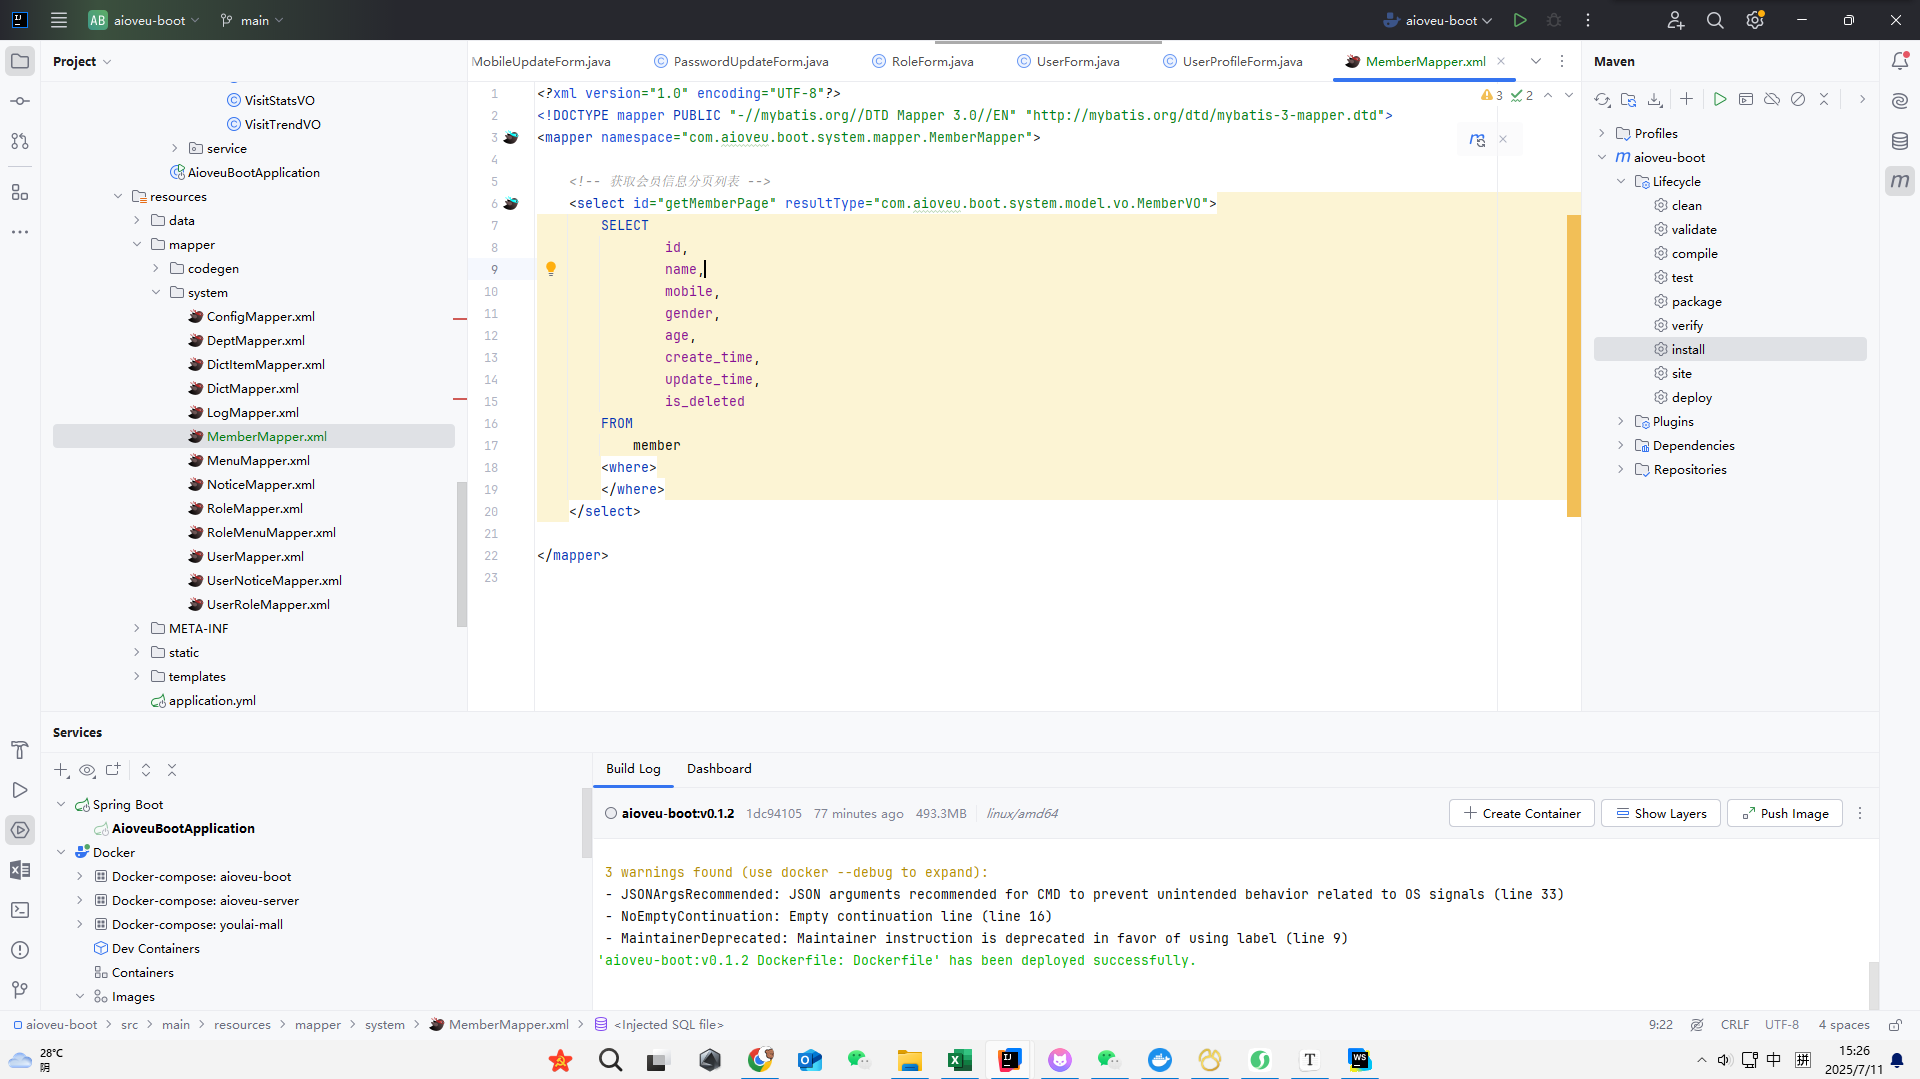 AB aioveu-boot main aioveu-boot
Project
VisitStatsVO
VisitTrendVO
service
AioveuBootApplication
resources
data
mapper
codegen
system
ConfigMapper.xml
DeptMapper.xml
DictItemMapper.xml
DictMapper.xml
LogMapper.xml
MemberMapper.xml
MenuMapper.xml
NoticeMapper.xml
RoleMapper.xml
RoleMenuMapper.xml
UserMapper.xml
UserNoticeMapper.xml
UserRoleMapper.xml
META-INF
static
templates
application.yml
MobileUpdateForm.java PasswordUpdateForm.java RoleForm.java UserForm.java UserProfileForm.java MemberMapper.xml
3 2
1 <?xml version="1.0" encoding="UTF-8"?>
2 <!DOCTYPE mapper PUBLIC "-//mybatis.org//DTD Mapper 3.0//EN" "http://mybatis.org/dtd/mybatis-3-mapper.dtd">
3 <mapper namespace="com.aioveu.boot.system.mapper.MemberMapper">
4
5 <!-- 获取会员信息分页列表 -->
6 <select id="getMemberPage" resultType="com.aioveu.boot.system.model.vo.MemberVO">
7 SELECT
8 id,
9 name,
10 mobile,
11 gender,
12 age,
13 create_time,
14 update_time,
15 is_deleted
16 FROM
17 member
18 <where>
19 </where>
20 </select>
21
22 </mapper>
23
Maven
Profiles
aioveu-boot
Lifecycle
clean
validate
compile
test
package
verify
install
site
deploy
Plugins
Dependencies
Repositories
Services
Spring Boot
AioveuBootApplication
Docker
Docker-compose: aioveu-boot
Docker-compose: aioveu-server
Docker-compose: youlai-mall
Dev Containers
Containers
Images
Build Log Dashboard
aioveu-boot:v0.1.2 1dc94105 77 minutes ago 493.3MB linux/amd64 Create Container Show Layers Push Image
3 warnings found (use docker --debug to expand):
- JSONArgsRecommended: JSON arguments recommended for CMD to prevent unintended behavior related to OS signals (line 33)
- NoEmptyContinuation: Empty continuation line (line 16)
- MaintainerDeprecated: Maintainer instruction is deprecated in favor of using label (line 9)
'aioveu-boot:v0.1.2 Dockerfile: Dockerfile' has been deployed successfully.
aioveu-boot > src > main > resources > mapper > system > MemberMapper.xml > <Injected SQL file> 9:22 CRLF UTF-8 4 spaces
28°C
阴
中 拼
15:26
2025/7/11